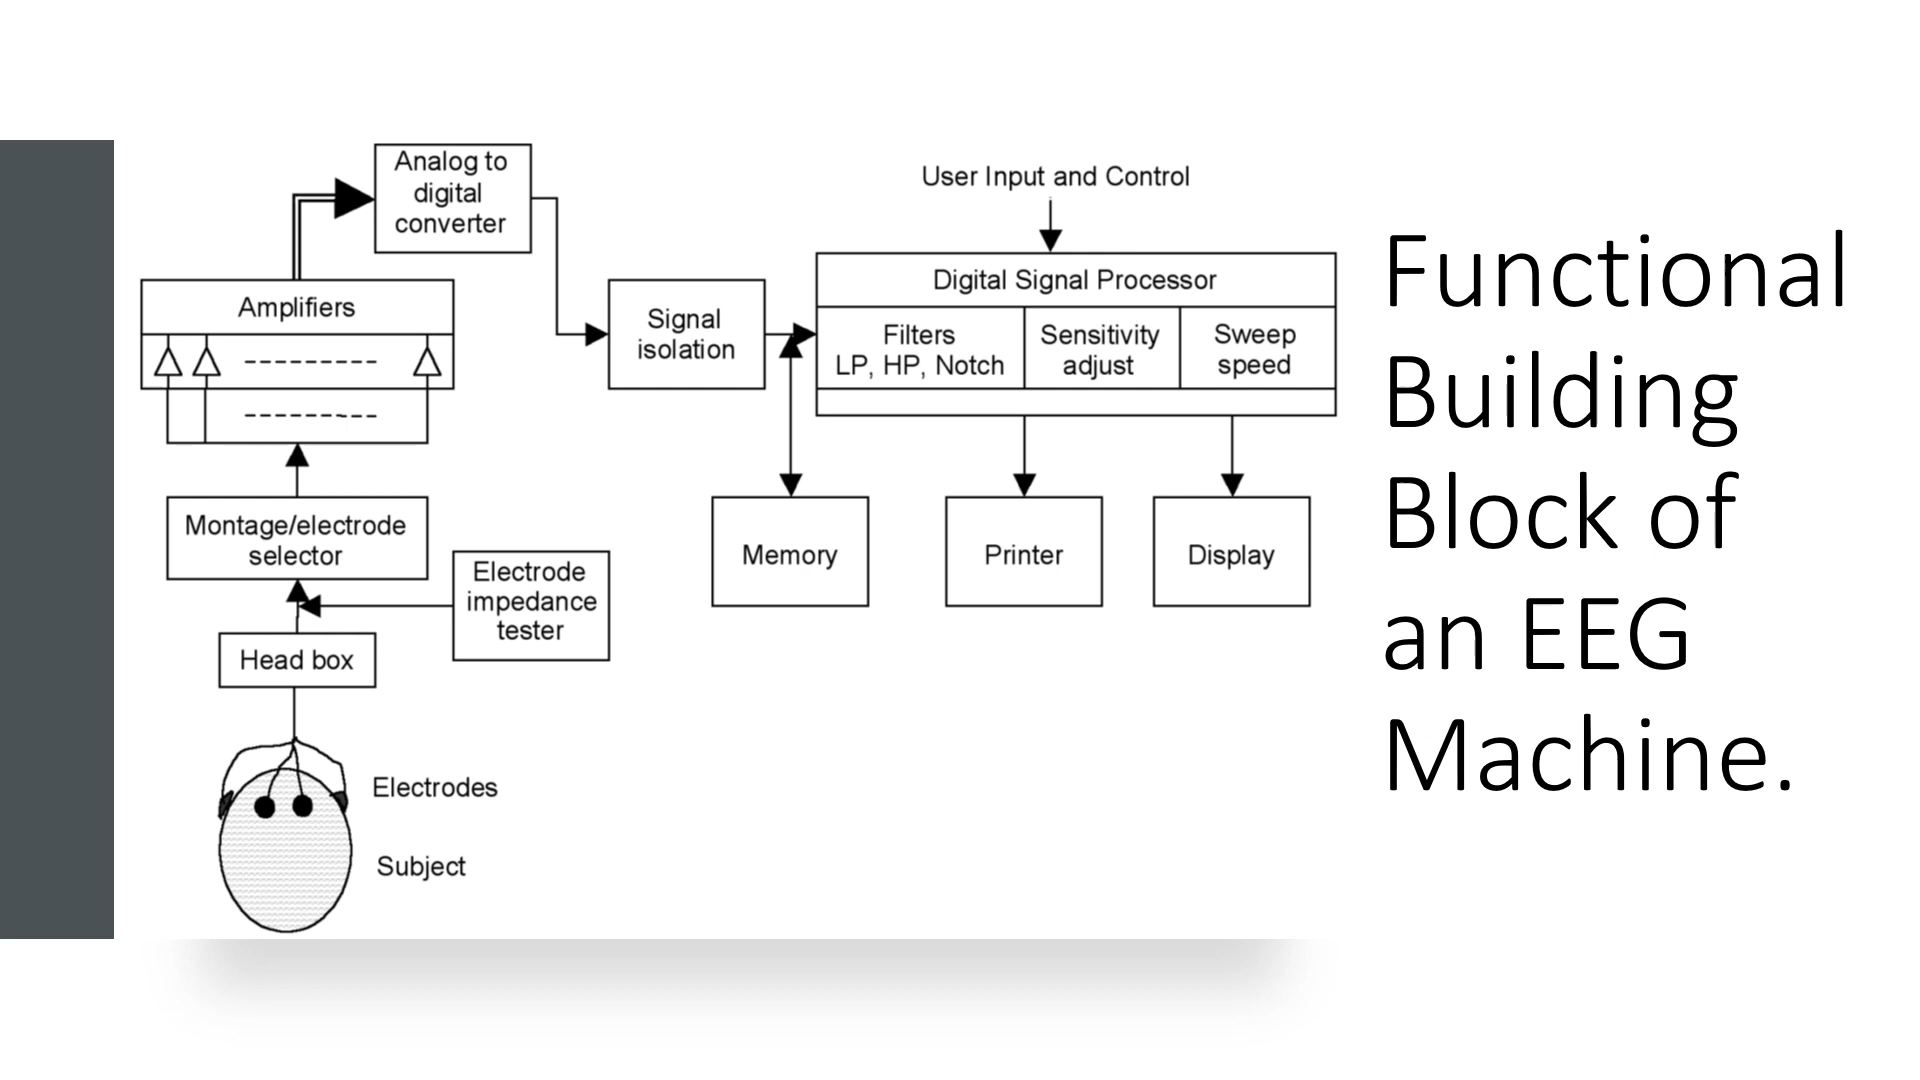 Analog to
digital
converter
User Input and Control
Amplifiers
Signal
isolation
Digital Signal Processor
Filters
LP, HP, Notch
Sensitivity
adjust
Sweep
speed
Montage/electrode
selector
Electrode
impedance
tester
Memory
Printer
Display
Head box
Electrodes
Subject
Functional
Building
Block of
an EEG
Machine.